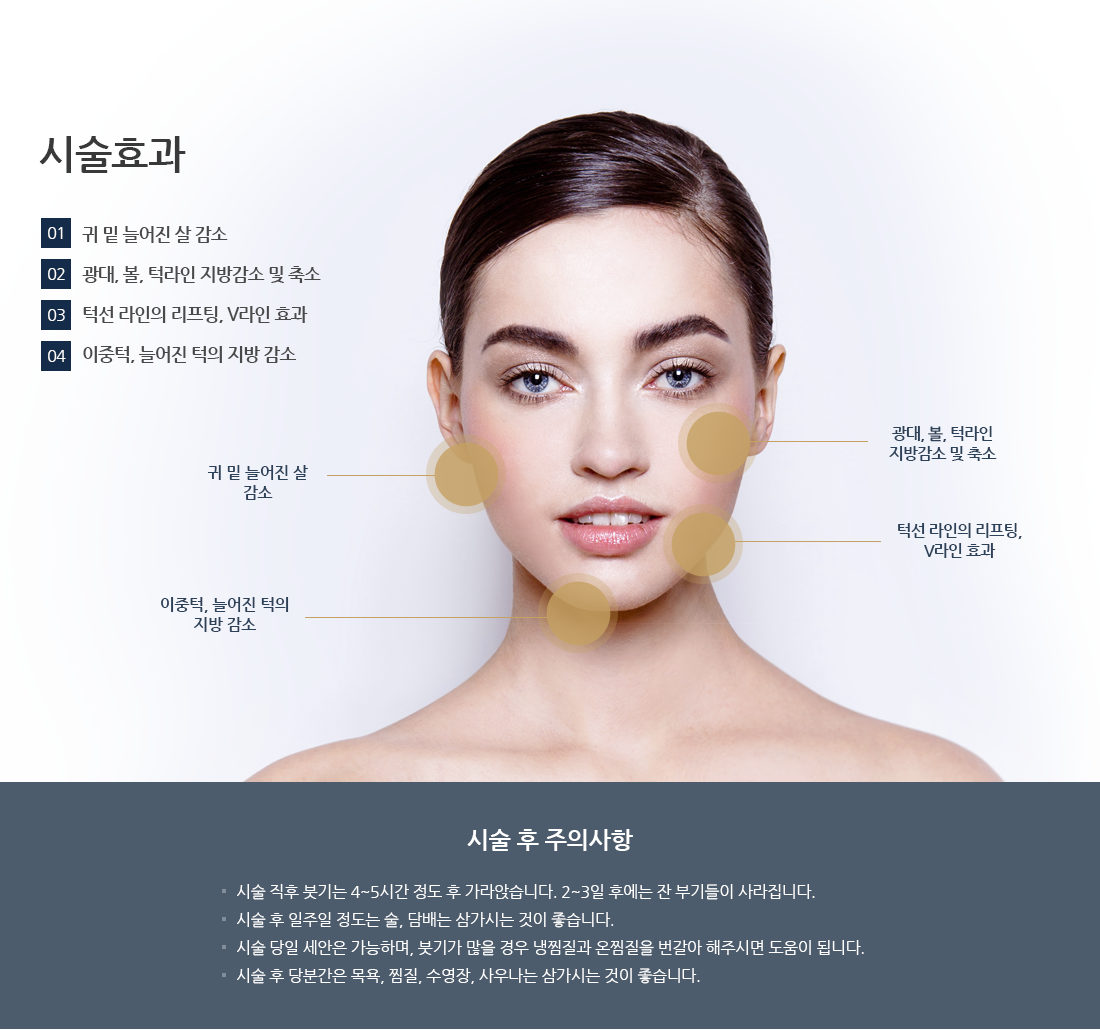 시술효과
01 귀 밑 늘어진 살 감소
02 광대, 볼, 턱라인 지방감소 및 축소
03 턱선 라인의 리프팅, V라인 효과
04 이중턱, 늘어진 턱의 지방 감소
광대, 볼, 턱라인
지방감소 및 축소
귀 밑 늘어진 살
감소
턱선 라인의 리프팅,
V라인 효과
이중턱, 늘어진 턱의
지방 감소
시술 후 주의사항
시술 직후 붓기는 4~5시간 정도 후 가라앉습니다. 2~3일 후에는 잔 부기들이 사라집니다.
시술 후 일주일 정도는 술, 담배는 삼가시는 것이 좋습니다.
시술 당일 세안은 가능하며, 붓기가 많을 경우 냉찜질과 온찜질을 번갈아 해주시면 도움이 됩니다.
시술 후 당분간은 목욕, 찜질, 수영장, 사우나는 삼가시는 것이 좋습니다.